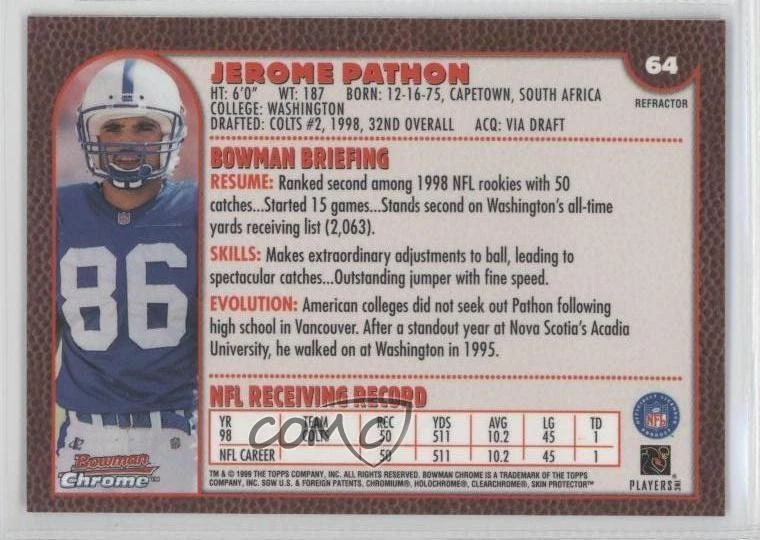 JEROME PATHON
64
HT: 6'0" WT: 187 BORN: 12-16-75, CAPETOWN, SOUTH AFRICA
REFRACTOR
COLLEGE: WASHINGTON
DRAFTED: COLTS #2, 1998, 32ND OVERALL ACQ: VIA DRAFT
BOWMAN BRIEFING
RESUME: Ranked second among 1998 NFL rookies with 50
catches...Started 15 games...Stands second on Washington's all-time
yards receiving list (2,063).
SKILLS: Makes extraordinary adjustments to ball, leading to
spectacular catches...Outstanding jumper with fine speed.
EVOLUTION: American colleges did not seek out Pathon following
high school in Vancouver. After a standout year at Nova Scotia's Acadia
University, he walked on at Washington in 1995.
86
NFL RECEIVING RECORD
YR TEAM REC YDS AVG LG TD
98 COLTS 50 511 10.2 45 1
NFL CAREER 50 511 10.2 45 1
COMC
NFL
PLAYERS INC
Bowman
Chrome™
TM & © 1999 THE TOPPS COMPANY, INC. ALL RIGHTS RESERVED. BOWMAN CHROME IS A TRADEMARK OF THE TOPPS
COMPANY, INC. SGW U.S. & FOREIGN PATENTS. CHROMIUM®, HOLOCHROME®, CLEARCHROME®, SKIN PROTECTOR™